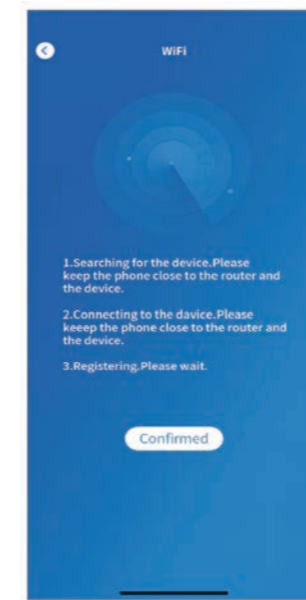 WiFi
1.Searching for the device.Please
keep the phone close to the router and
the device.
2.Connecting to the davice.Please
keeep the phone close to the router and
the device.
3.Registering.Please wait.
Confirmed